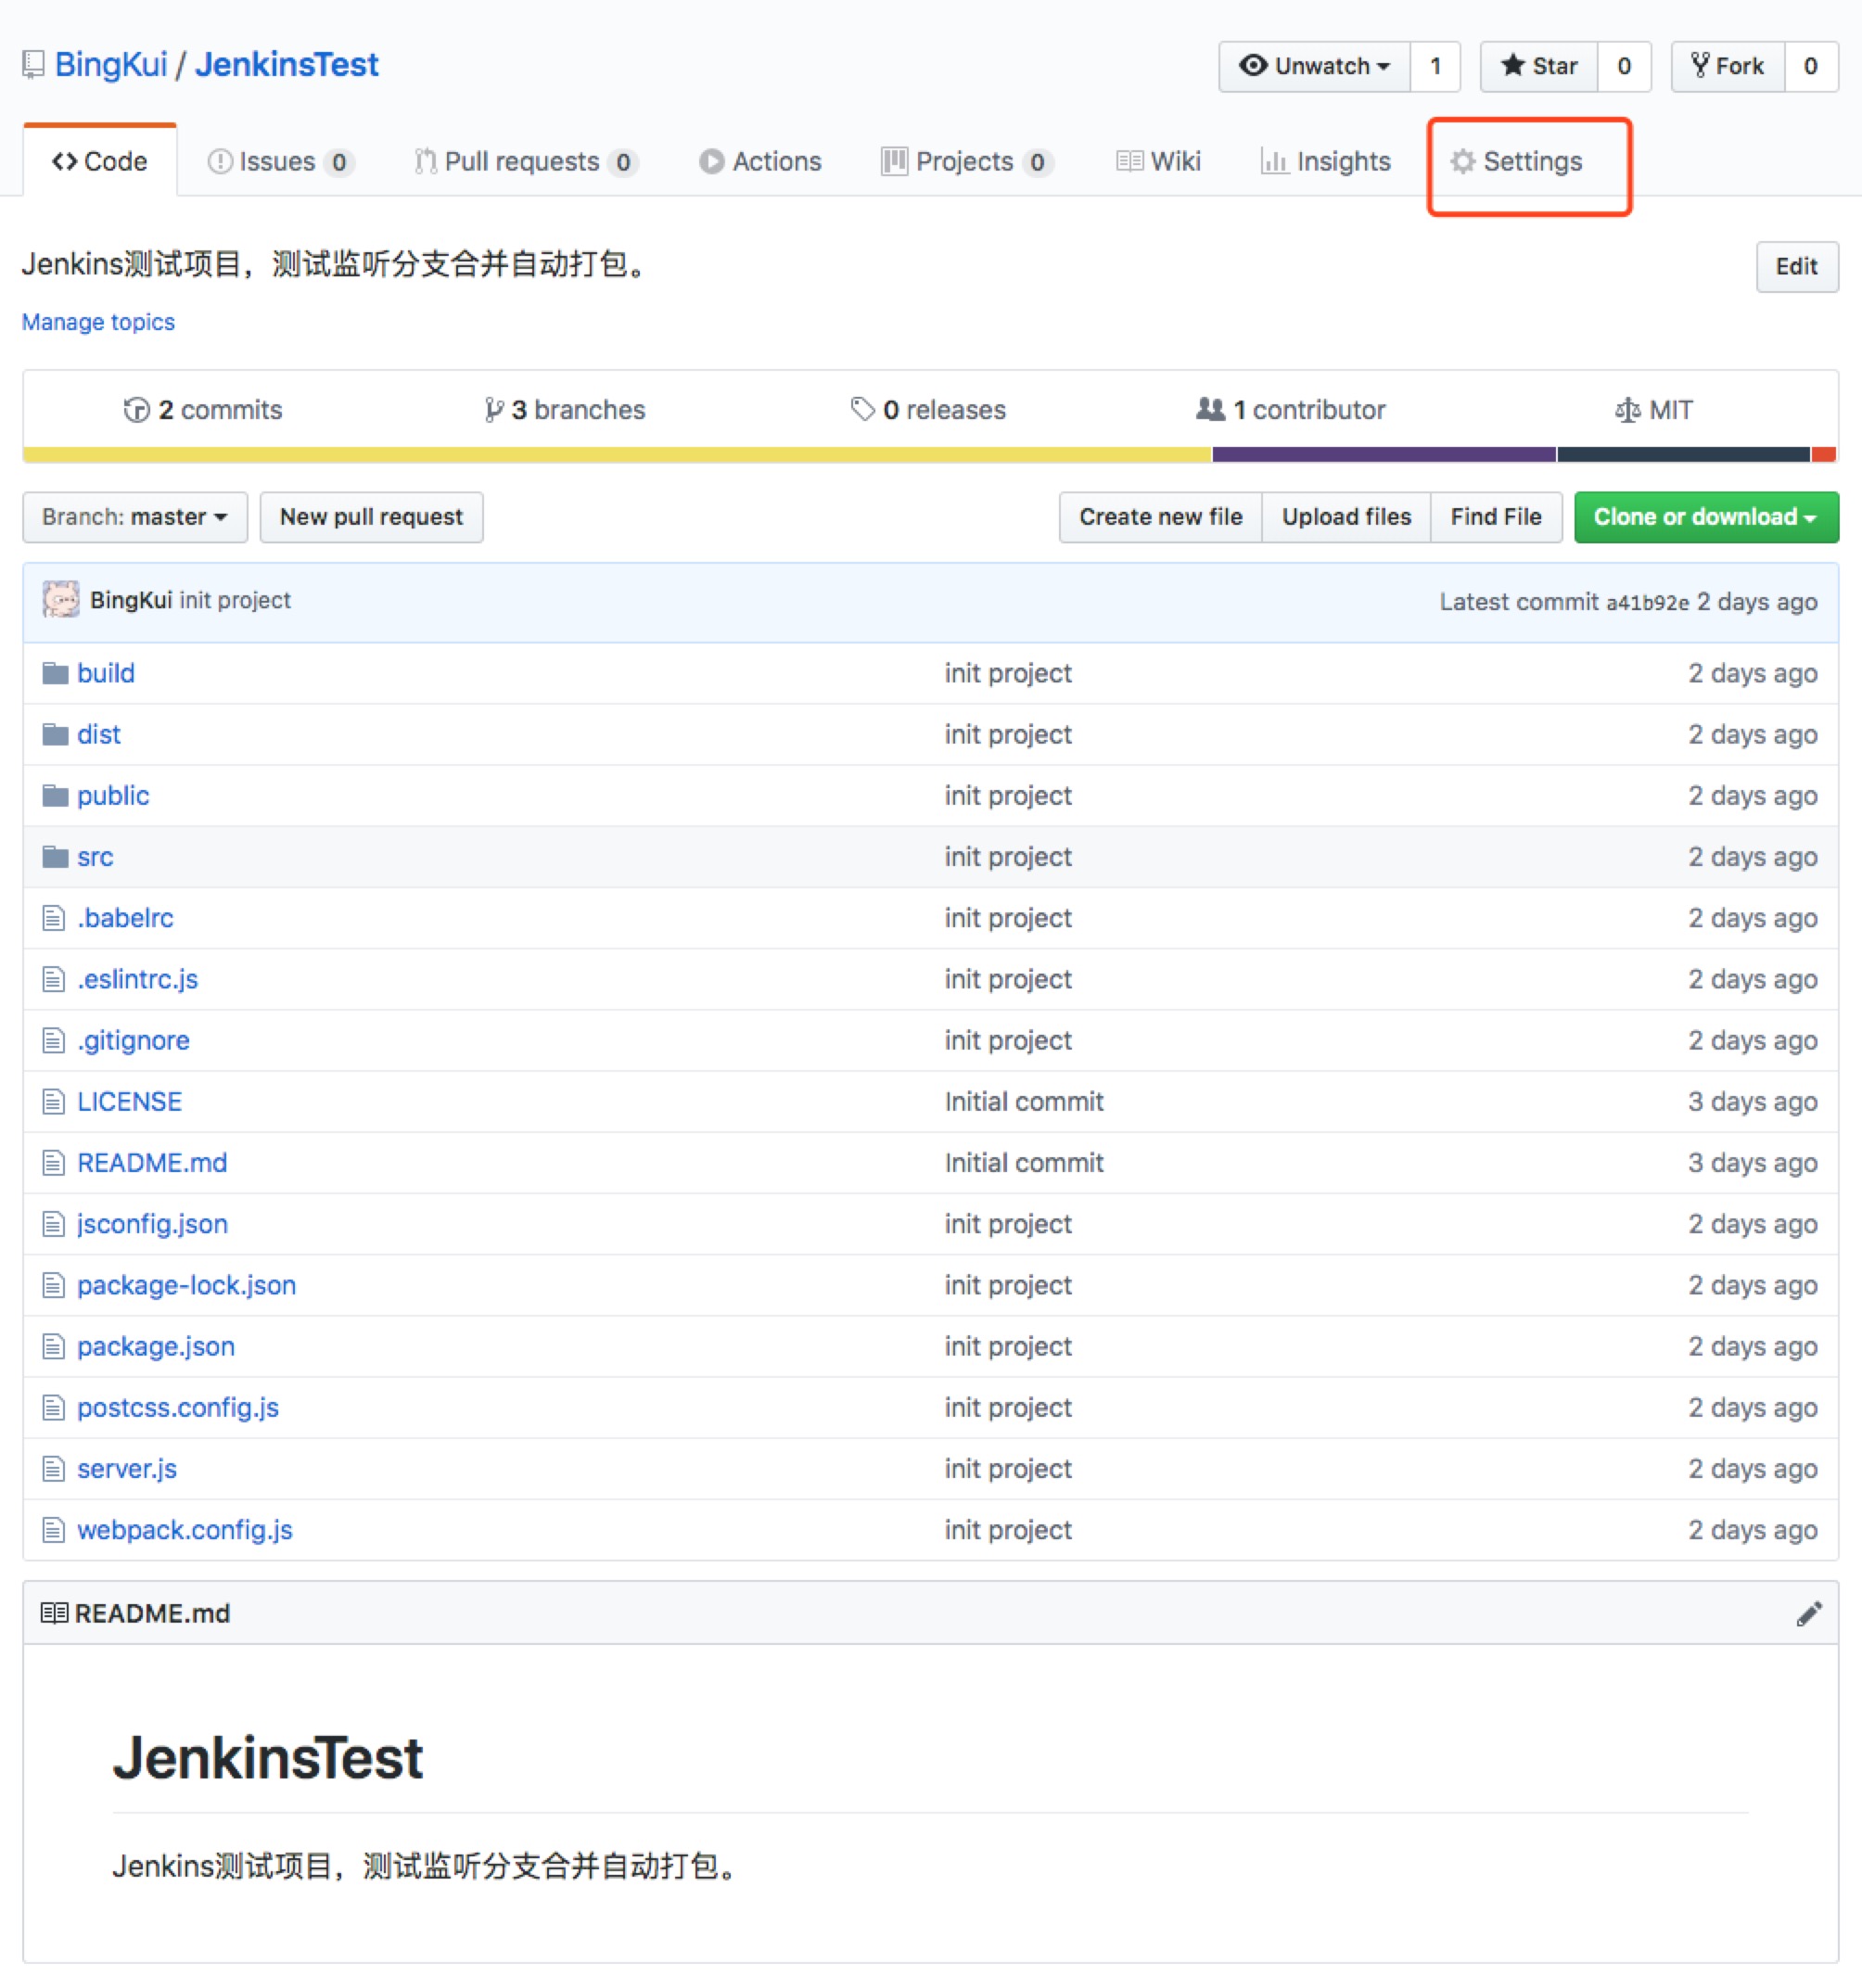 BingKui / JenkinsTest
Unwatch 1 Star 0 Fork 0
Code Issues 0 Pull requests 0 Actions Projects 0 Wiki Insights Settings
Jenkins测试项目，测试监听分支合并自动打包。 Edit
Manage topics
2 commits 3 branches 0 releases 1 contributor MIT
Branch: master New pull request Create new file Upload files Find File Clone or download
BingKui init project Latest commit a41b92e 2 days ago
build init project 2 days ago
dist init project 2 days ago
public init project 2 days ago
src init project 2 days ago
.babelrc init project 2 days ago
.eslintrc.js init project 2 days ago
.gitignore init project 2 days ago
LICENSE Initial commit 3 days ago
README.md Initial commit 3 days ago
jsconfig.json init project 2 days ago
package-lock.json init project 2 days ago
package.json init project 2 days ago
postcss.config.js init project 2 days ago
server.js init project 2 days ago
webpack.config.js init project 2 days ago
README.md
JenkinsTest
Jenkins测试项目，测试监听分支合并自动打包。